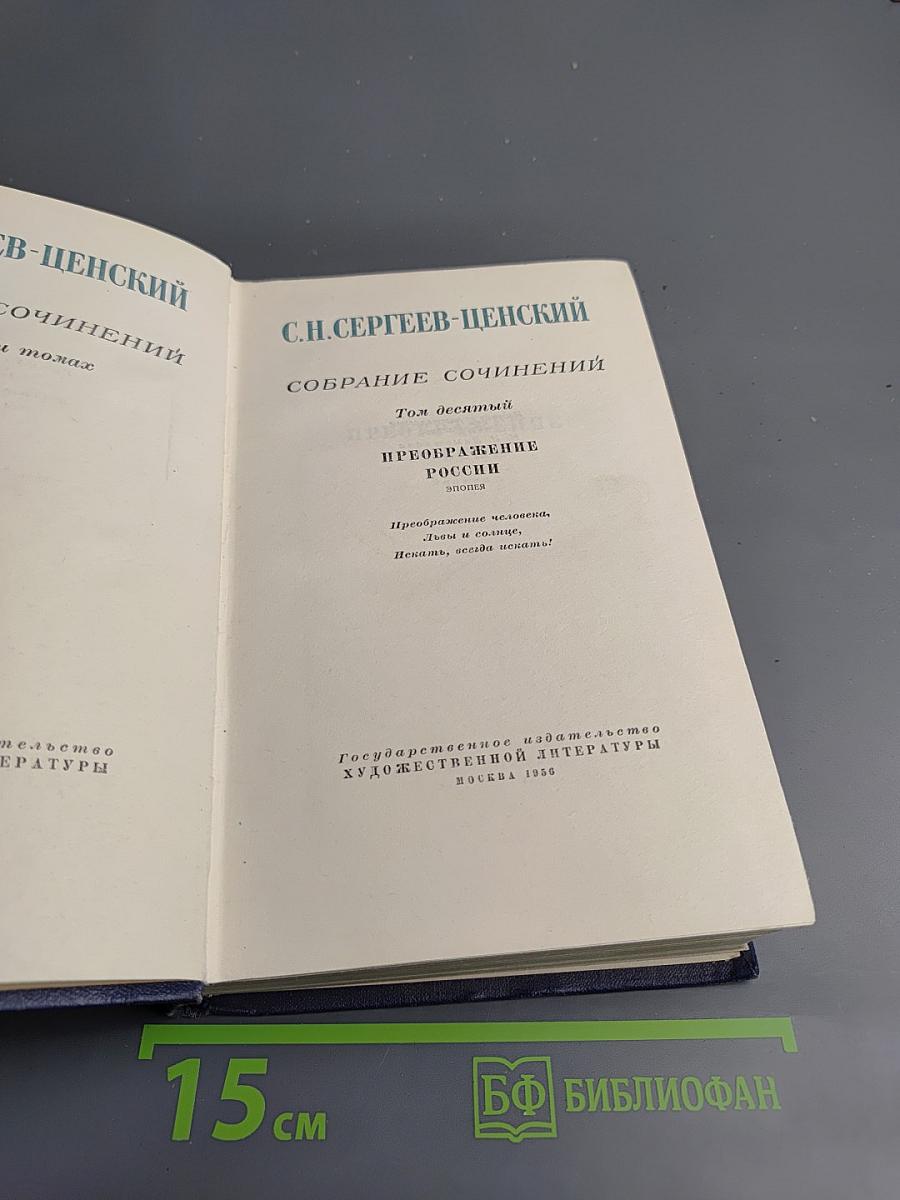 ЕВ-ЦЕНСКИЙ
СОЧИНЕНИЙ
и томах
тельство
ЕРАТУРЫ
С.Н.СЕРГЕЕВ-ЦЕНСКИЙ
СОБРАНИЕ СОЧИНЕНИЙ
Том десятый
ПРЕОБРАЖЕНИЕ
РОССИИ
ЭПОПЕЯ
Преображение человека,
Львы и солнце,
Искать, всегда искать!
Государственное издательство
ХУДОЖЕСТВЕННОЙ ЛИТЕРАТУРЫ
МОСКВА 1956
15 см
БФ БИБЛИОФАН